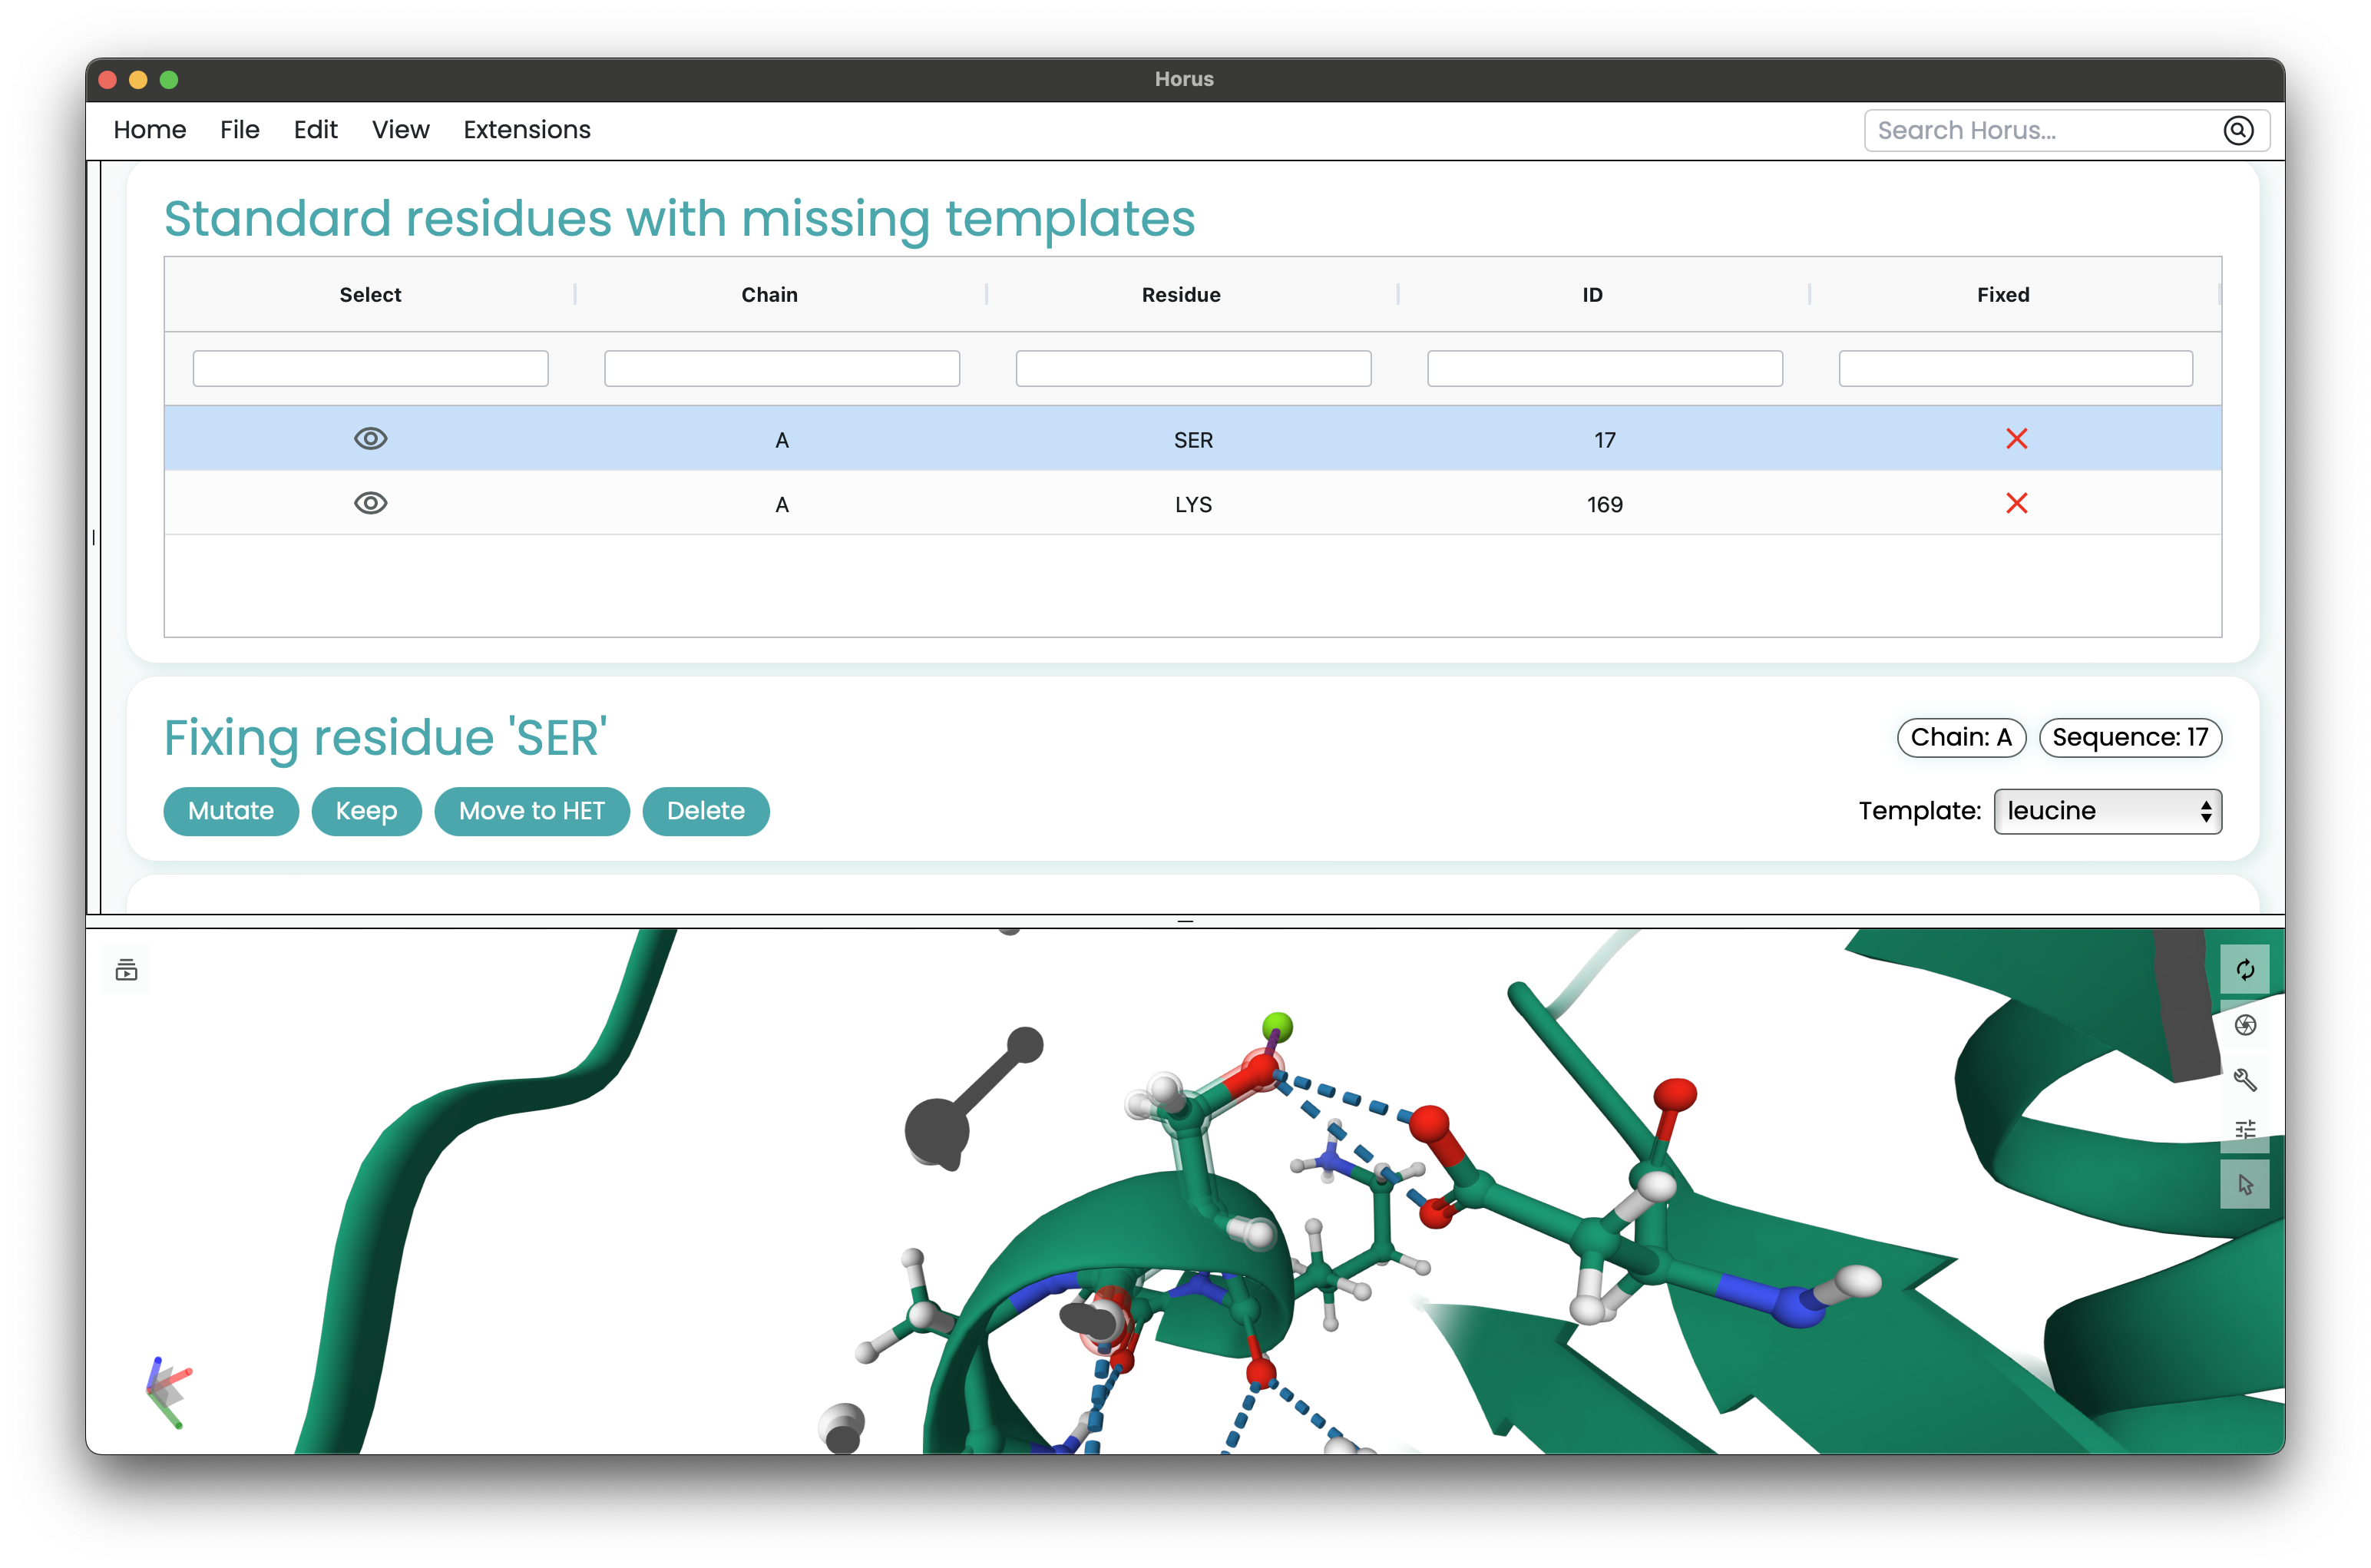 Horus
Home File Edit View Extensions Search Horus...
Standard residues with missing templates
Select Chain Residue ID Fixed
A SER 17
A LYS 169
Fixing residue 'SER' Chain: A Sequence: 17
Mutate Keep Move to HET Delete Template: leucine